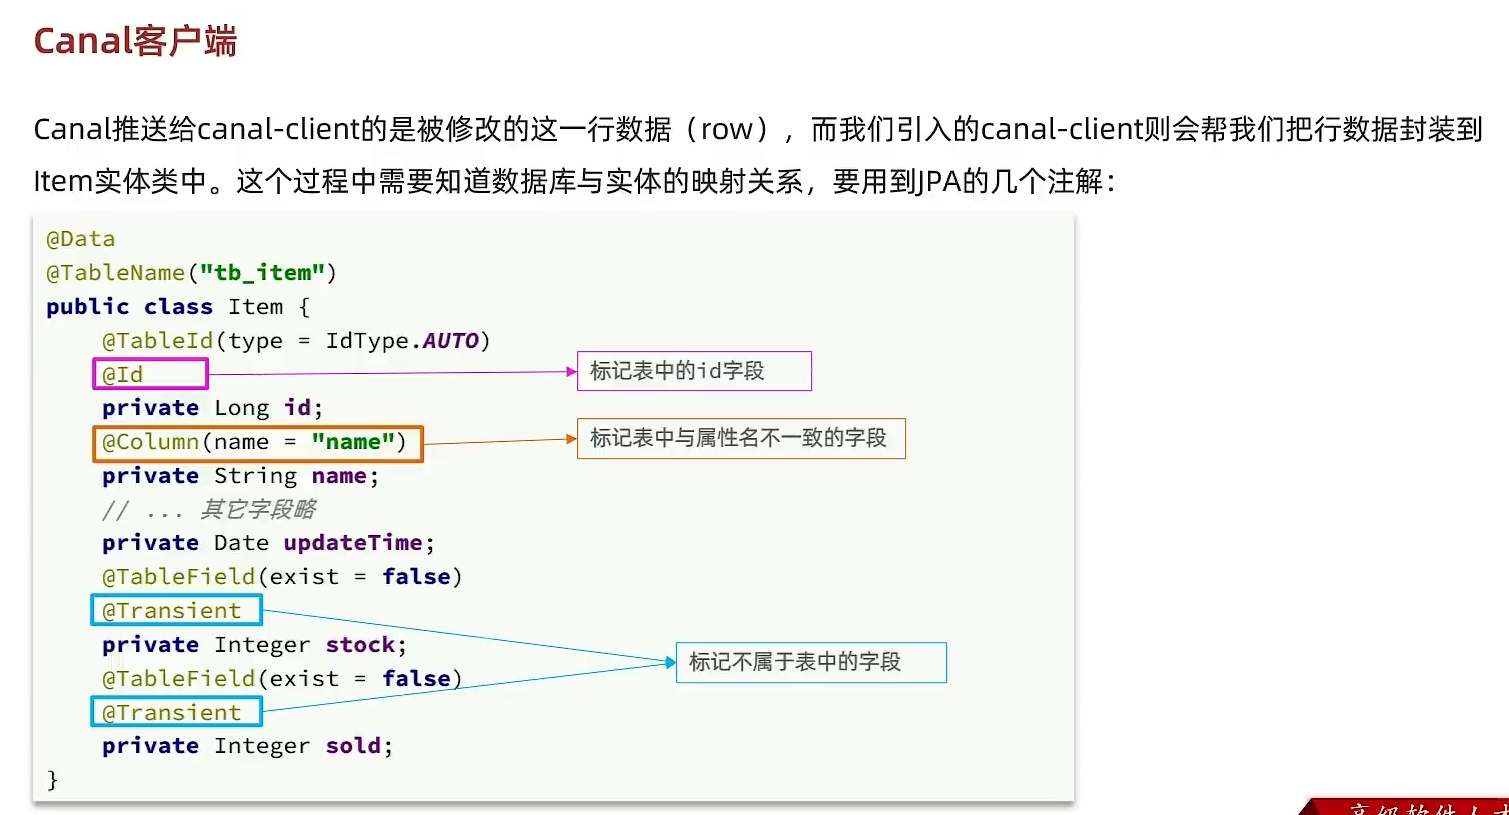 Canal客户端
Canal推送给canal-client的是被修改的这一行数据（row），而我们引入的canal-client则会帮我们把行数据封装到
Item实体类中。这个过程中需要知道数据库与实体的映射关系，要用到JPA的几个注解：
@Data
@TableName("tb_item")
public class Item {
@TableId(type = IdType.AUTO)
@Id
标记表中的id字段
private Long id;
@Column(name = "name")
标记表中与属性名不一致的字段
private String name;
// ... 其它字段略
private Date updateTime;
@TableField(exist = false)
@Transient
private Integer stock;
标记不属于表中的字段
@TableField(exist = false)
@Transient
private Integer sold;
}
高级软件人才